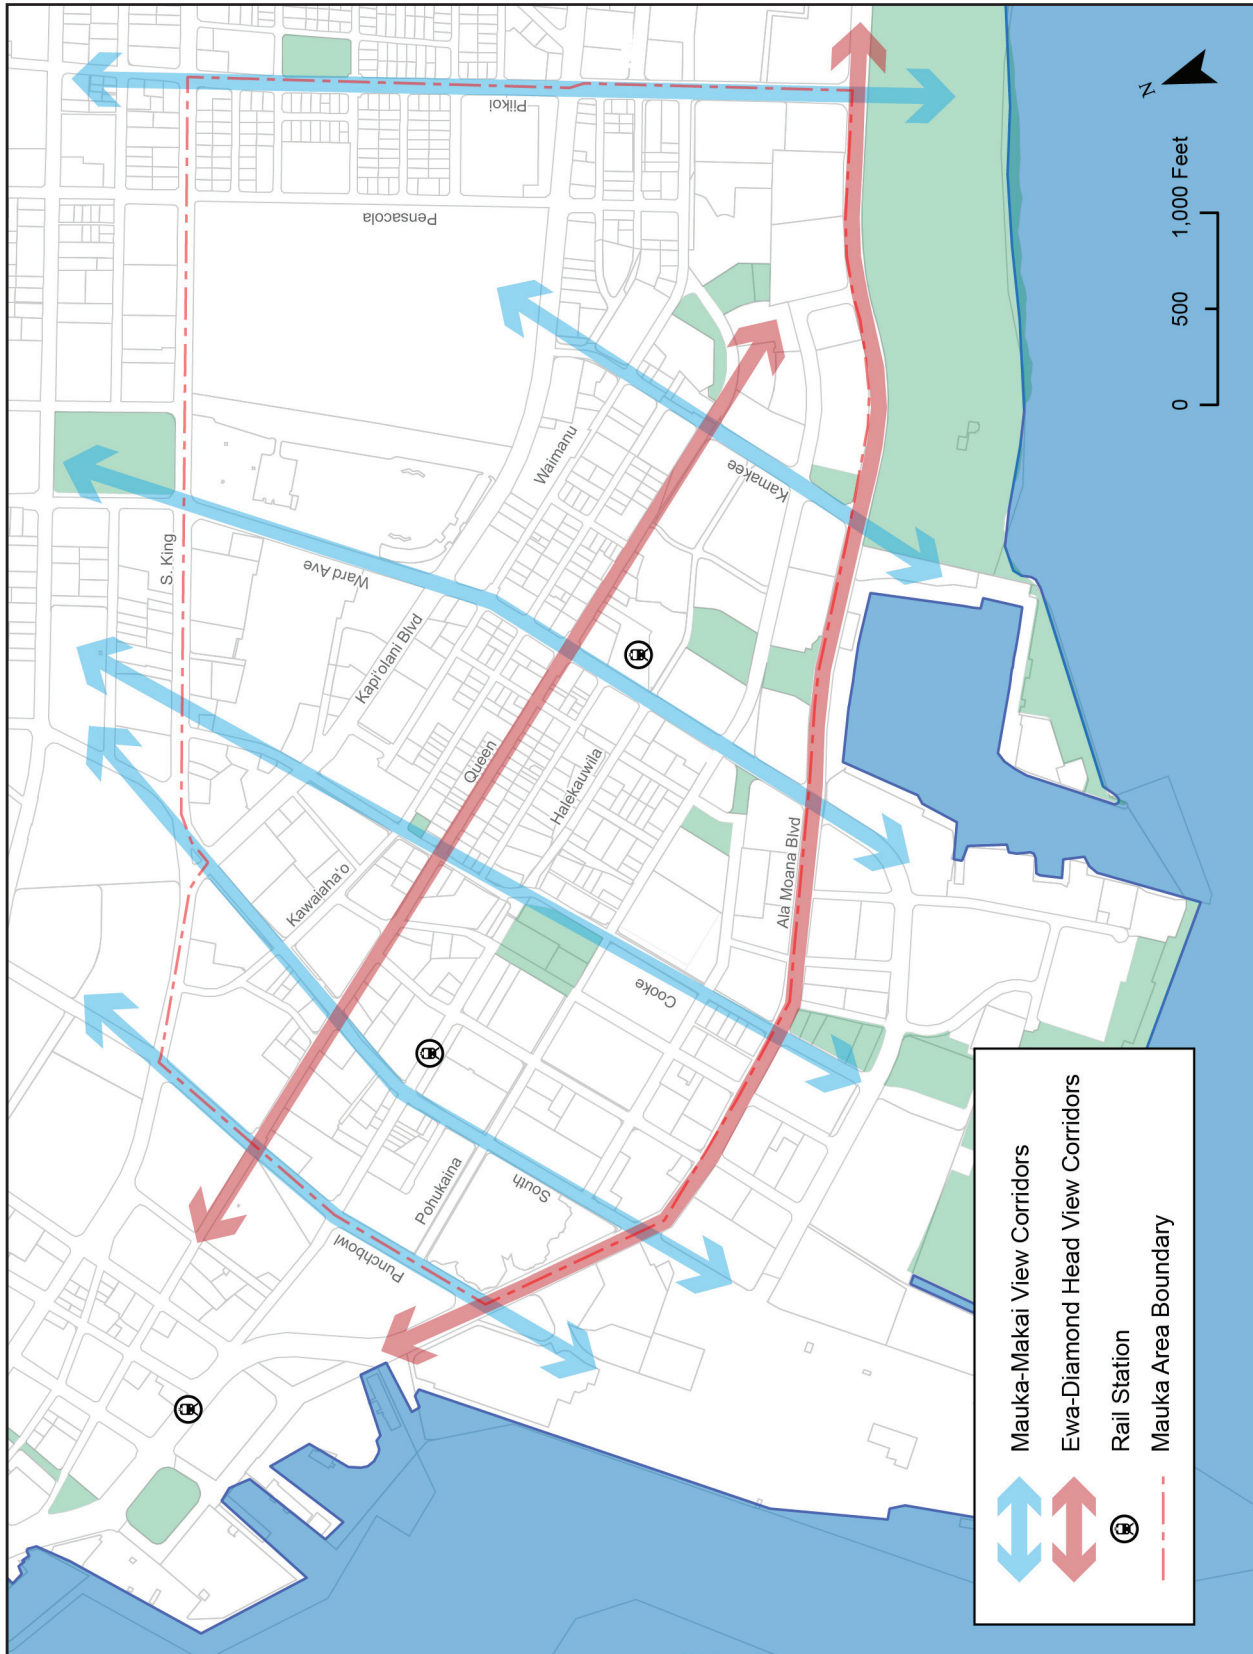 Piikoi
Pensacola
S. King
Ward Ave
Waimanu
Kapi'olani Blvd
Kamakee
Queen
Halekauwila
Kawaiaha'o
Ala Moana Blvd
Cooke
Pohukaina
South
Punchbowl
N
0 500 1,000 Feet
Mauka-Makai View Corridors
Ewa-Diamond Head View Corridors
Rail Station
Mauka Area Boundary